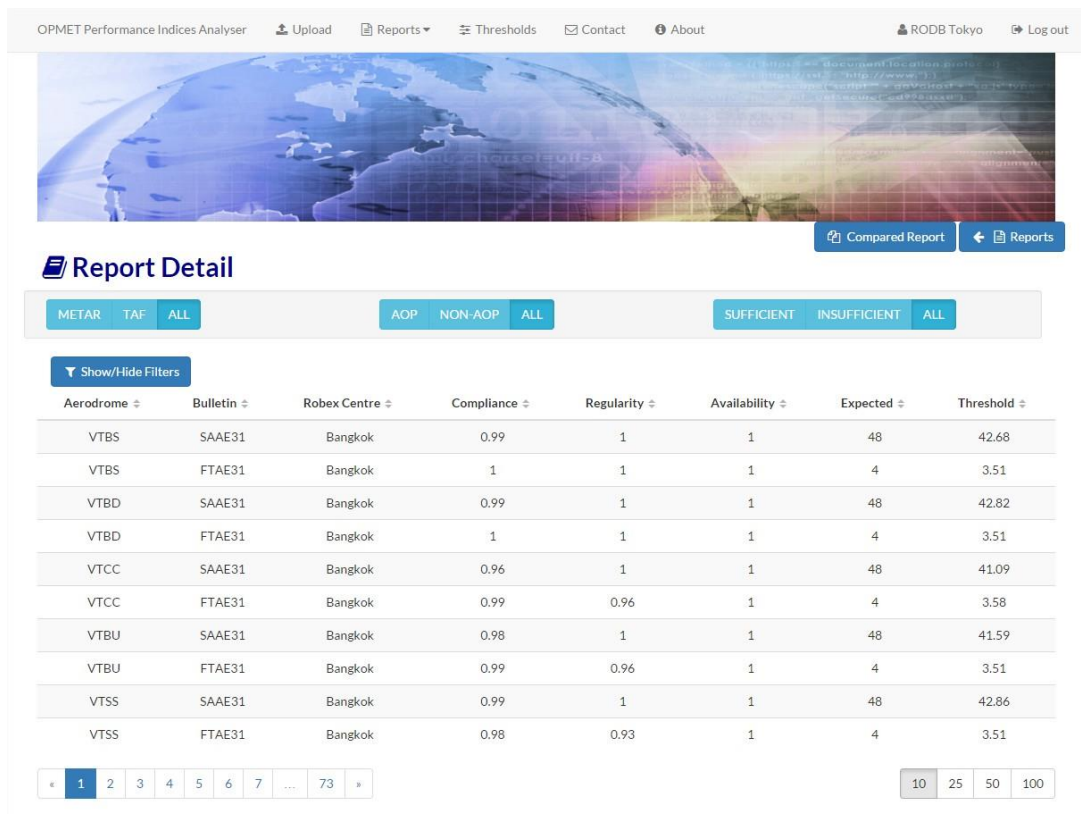 OPMET Performance Indices Analyser Upload Reports Thresholds Contact About RODB Tokyo Log out
Compared Report Reports
Report Detail
METAR TAF ALL AOP NON-AOP ALL SUFFICIENT INSUFFICIENT ALL
Show/Hide Filters
Aerodrome Bulletin Robex Centre Compliance Regularity Availability Expected Threshold
VTBS SAAE31 Bangkok 0.99 1 1 48 42.68
VTBS FTAE31 Bangkok 1 1 1 4 3.51
VTBD SAAE31 Bangkok 0.99 1 1 48 42.82
VTBD FTAE31 Bangkok 1 1 1 4 3.51
VTCC SAAE31 Bangkok 0.96 1 1 48 41.09
VTCC FTAE31 Bangkok 0.99 0.96 1 4 3.58
VTBU SAAE31 Bangkok 0.98 1 1 48 41.59
VTBU FTAE31 Bangkok 0.99 0.96 1 4 3.51
VTSS SAAE31 Bangkok 0.99 1 1 48 42.86
VTSS FTAE31 Bangkok 0.98 0.93 1 4 3.51
« 1 2 3 4 5 6 7 ... 73 » 10 25 50 100